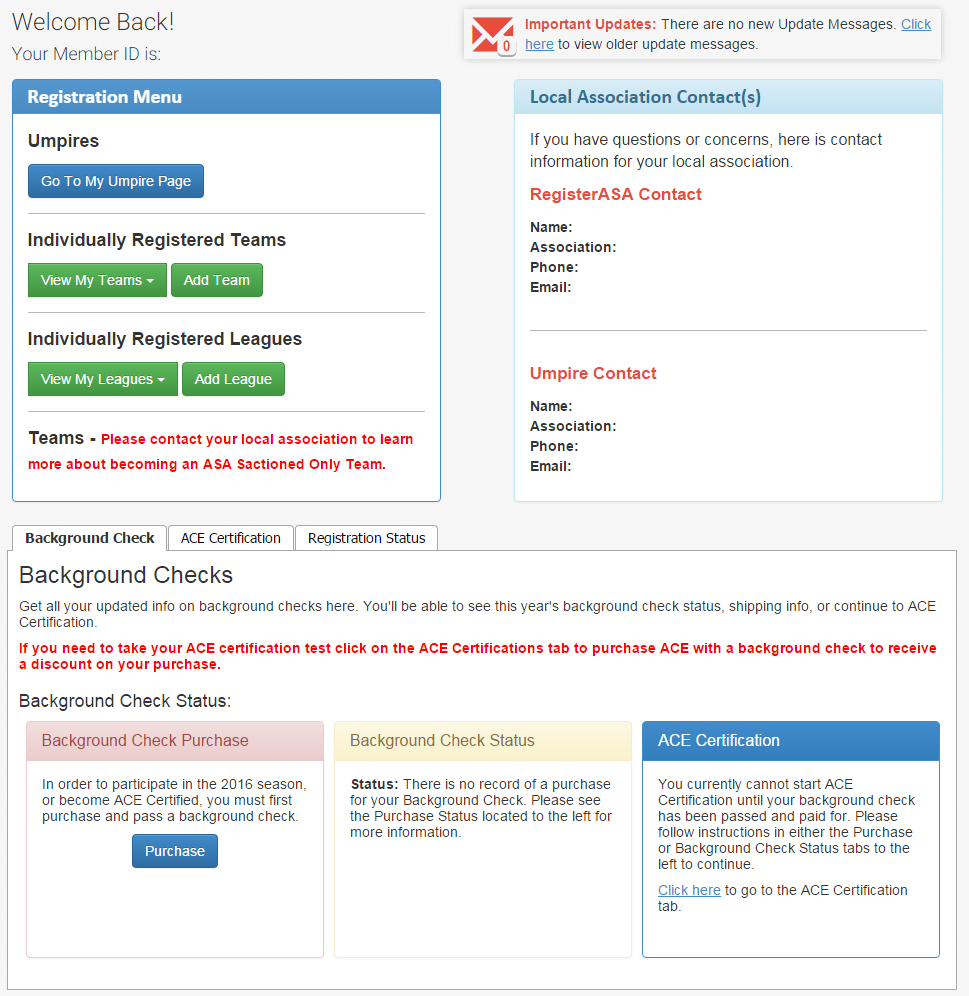 Welcome Back!
Your Member ID is:
Important Updates: There are no new Update Messages. Click
here to view older update messages.
0
Registration Menu
Umpires
Go To My Umpire Page
Individually Registered Teams
View My Teams
Add Team
Individually Registered Leagues
View My Leagues
Add League
Teams - Please contact your local association to learn
more about becoming an ASA Sactioned Only Team.
Local Association Contact(s)
If you have questions or concerns, here is contact
information for your local association.
RegisterASA Contact
Name:
Association:
Phone:
Email:
Umpire Contact
Name:
Association:
Phone:
Email:
Background Check
ACE Certification
Registration Status
Background Checks
Get all your updated info on background checks here. You'll be able to see this year's background check status, shipping info, or continue to ACE
Certification.
If you need to take your ACE certification test click on the ACE Certifications tab to purchase ACE with a background check to receive
a discount on your purchase.
Background Check Status:
Background Check Purchase
In order to participate in the 2016 season,
or become ACE Certified, you must first
purchase and pass a background check.
Purchase
Background Check Status
Status: There is no record of a purchase
for your Background Check. Please see
the Purchase Status located to the left for
more information.
ACE Certification
You currently cannot start ACE
Certification until your background check
has been passed and paid for. Please
follow instructions in either the Purchase
or Background Check Status tabs to the
left to continue.
Click here to go to the ACE Certification
tab.